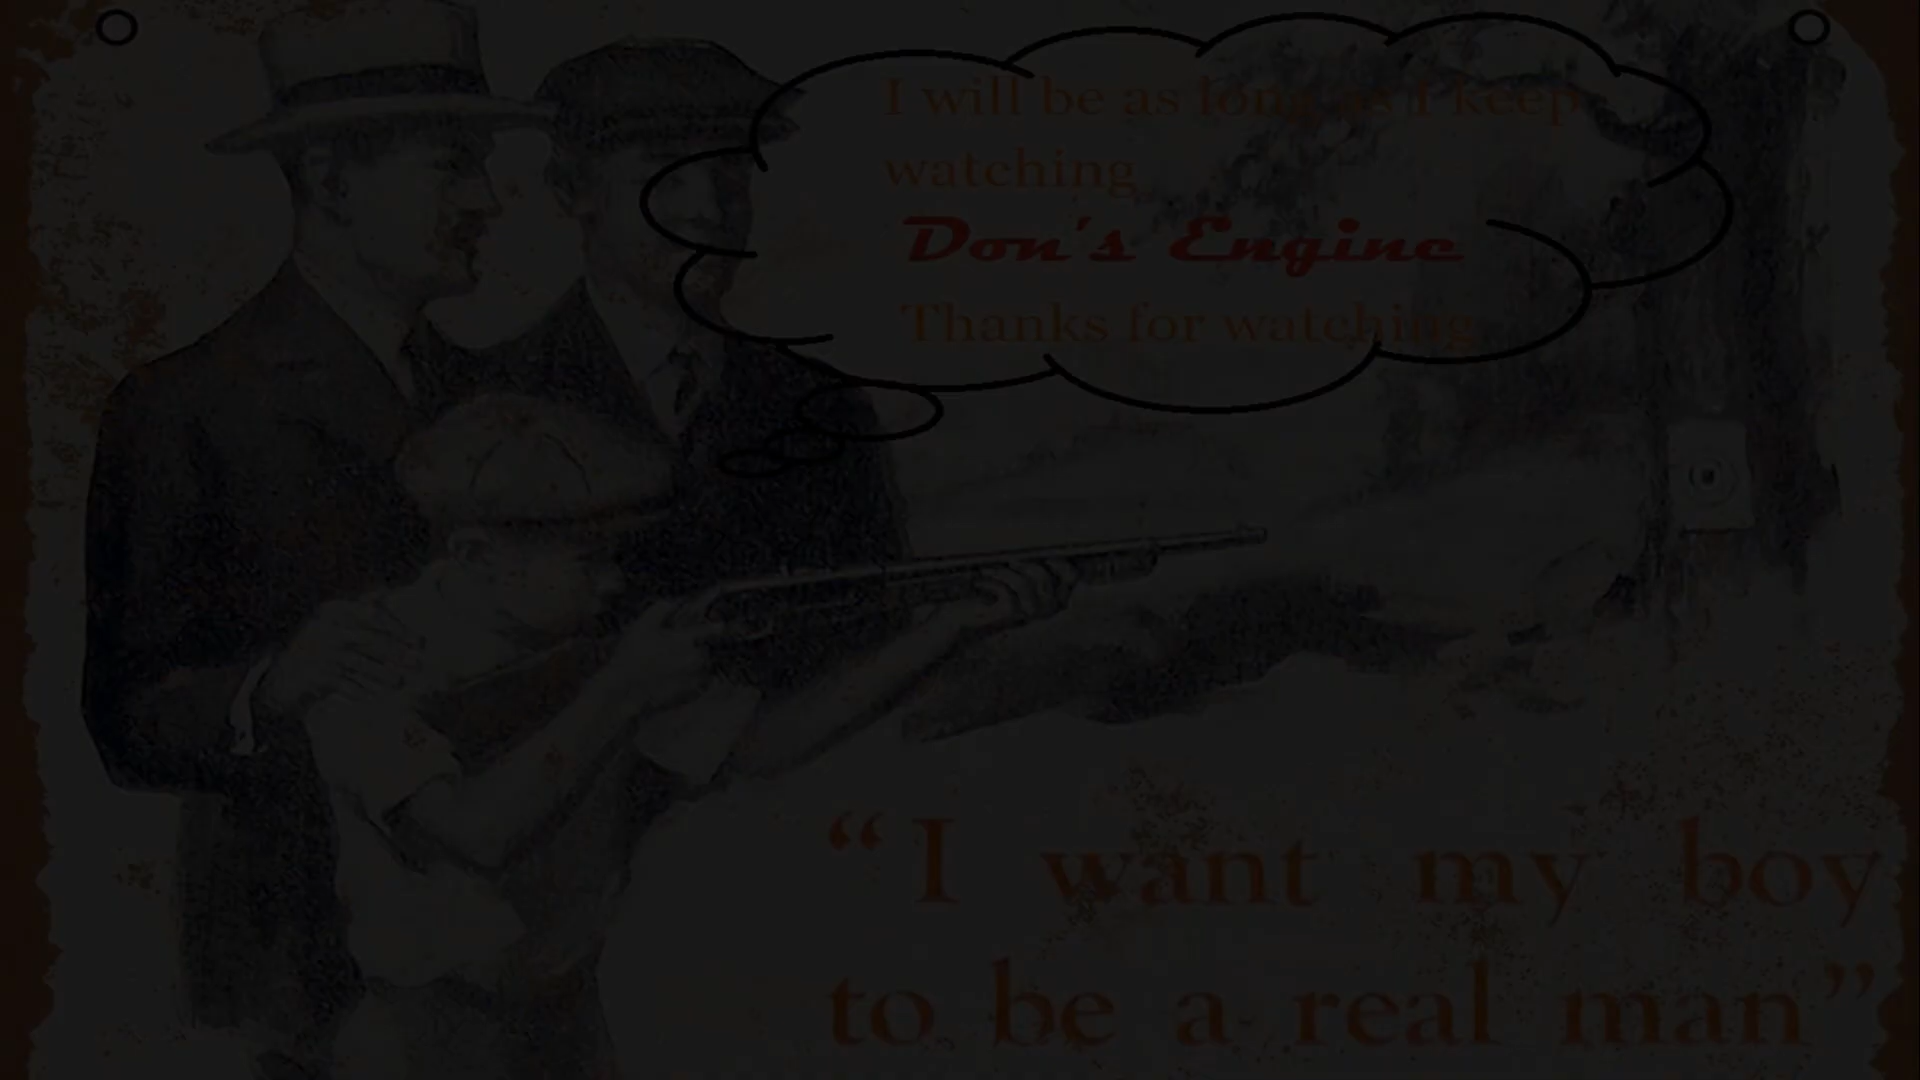 I will be as long as I keep
watching
Don's Engine
Thanks for watching
“I want my boy
to be a real man”